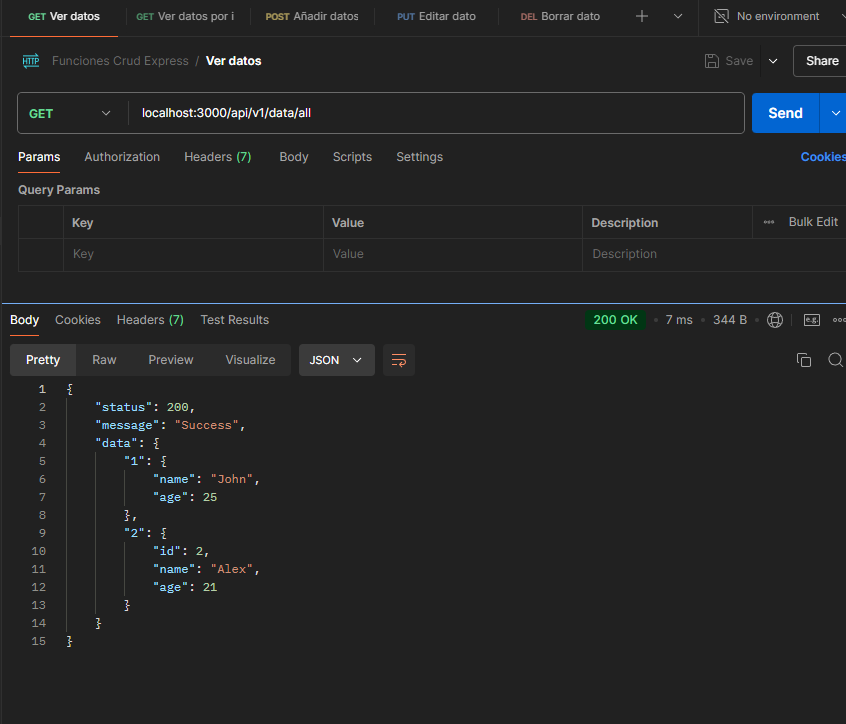 GET Ver datos GET Ver datos por i POST Añadir datos PUT Editar dato DEL Borrar dato No environment
HTTP Funciones Crud Express / Ver datos Save Share
GET localhost:3000/api/v1/data/all Send
Params Authorization Headers (7) Body Scripts Settings Cookies
Query Params
Key Value Description Bulk Edit
Key Value Description
Body Cookies Headers (7) Test Results 200 OK 7 ms 344 B e.g.
Pretty Raw Preview Visualize JSON
1 {
2 "status": 200,
3 "message": "Success",
4 "data": {
5 "1": {
6 "name": "John",
7 "age": 25
8 },
9 "2": {
10 "id": 2,
11 "name": "Alex",
12 "age": 21
13 }
14 }
15 }